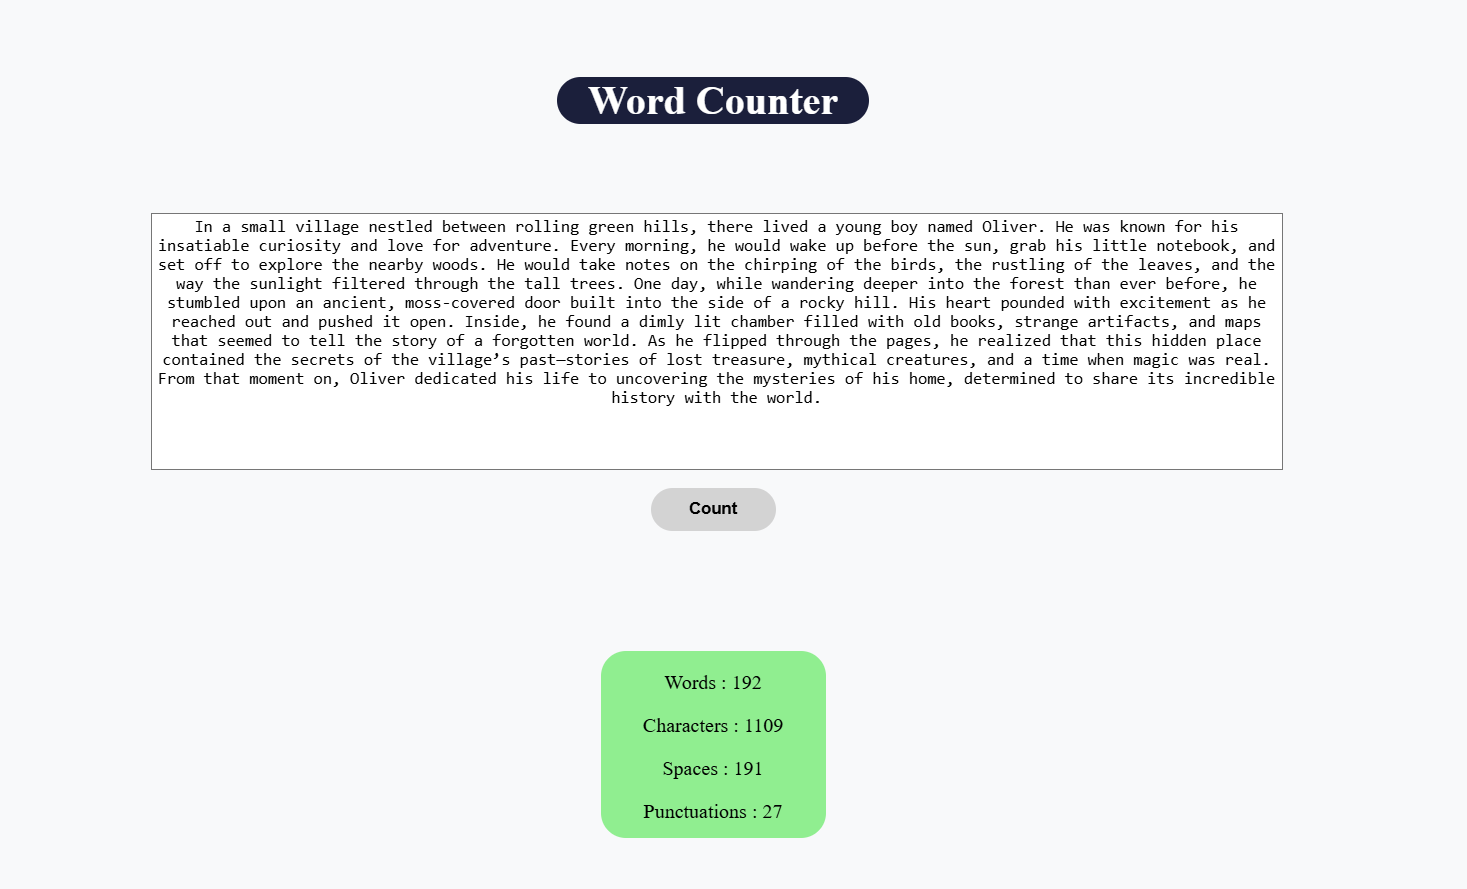 Word Counter
In a small village nestled between rolling green hills, there lived a young boy named Oliver. He was known for his
insatiable curiosity and love for adventure. Every morning, he would wake up before the sun, grab his little notebook, and
set off to explore the nearby woods. He would take notes on the chirping of the birds, the rustling of the leaves, and the
way the sunlight filtered through the tall trees. One day, while wandering deeper into the forest than ever before, he
stumbled upon an ancient, moss-covered door built into the side of a rocky hill. His heart pounded with excitement as he
reached out and pushed it open. Inside, he found a dimly lit chamber filled with old books, strange artifacts, and maps
that seemed to tell the story of a forgotten world. As he flipped through the pages, he realized that this hidden place
contained the secrets of the village’s past—stories of lost treasure, mythical creatures, and a time when magic was real.
From that moment on, Oliver dedicated his life to uncovering the mysteries of his home, determined to share its incredible
history with the world.
Count
Words : 192
Characters : 1109
Spaces : 191
Punctuations : 27